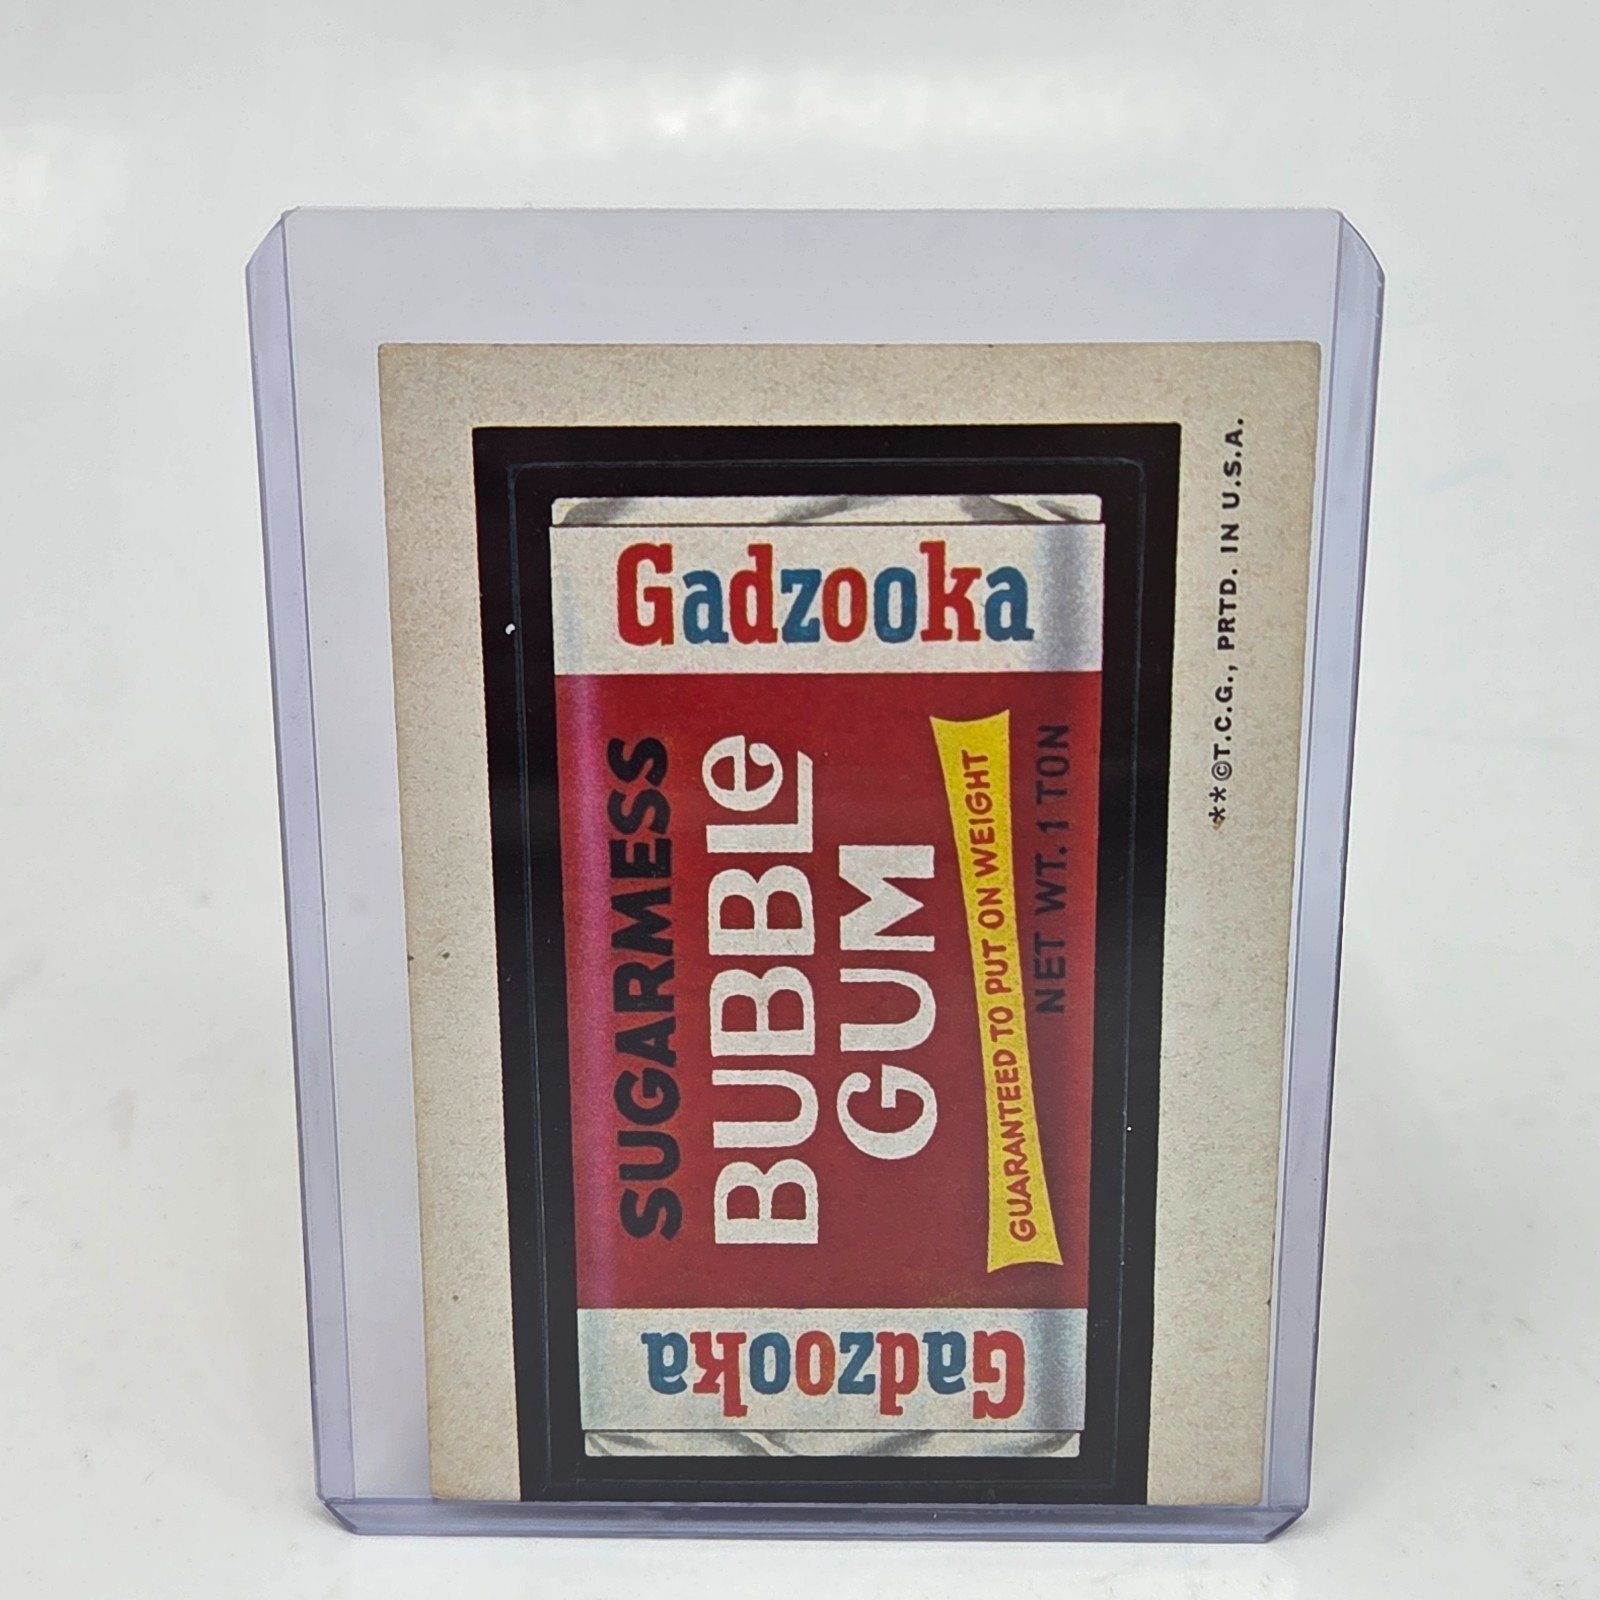 Gadzooka
SUGARMESS
BUBBLe
GUM
GUARANTEED TO PUT ON WEIGHT
NET WT. 1 TON
Gadzooka
**©T.C.G., PRTD. IN U.S.A.